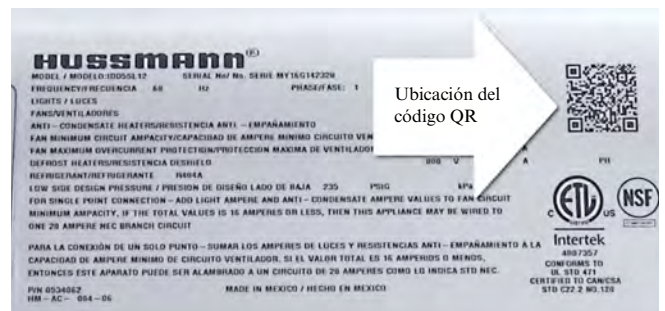 HUSSMANN®
MODEL / MODELO:ID05SL12 SERIAL No/ No. SERIE MY16G142320
FREQUENCY/FRECUENCIA 60 Hz PHASE/FASE: 1
LIGHTS / LUCES
FANS/VENTILADORES
ANTI - CONDENSATE HEATERS/RESISTENCIA ANTI - EMPAÑAMIENTO
FAN MINIMUM CIRCUIT AMPACITY/CAPACIDAD DE AMPERE MINIMO CIRCUITO
FAN MAXIMUM OVERCURRENT PROTECTION/PROTECCION MAXIMA DE VENTILADOR
DEFROST HEATERS/RESISTENCIA DESHIELO V A PH
REFRIGERANT/REFRIGERANTE R404A
LOW SIDE DESIGN PRESSURE / PRESION DE DISEÑO LADO DE BAJA 235 PSIG kPa
FOR SINGLE POINT CONNECTION - ADD LIGHT AMPERE AND ANTI - CONDENSATE AMPERE VALUES TO FAN CIRCUIT
MINIMUM AMPACITY, IF THE TOTAL VALUES IS 16 AMPERES OR LESS, THEN THIS APPLIANCE MAY BE WIRED TO
ONE 20 AMPERE NEC BRANCH CIRCUIT
PARA LA CONEXIÓN DE UN SOLO PUNTO - SUMAR LOS AMPERES DE LUCES Y RESISTENCIAS ANTI - EMPAÑAMIENTO A LA
CAPACIDAD DE AMPERE MINIMO DE CIRCUITO VENTILADOR, SI EL VALOR TOTAL ES 16 AMPERIOS O MENOS,
ENTONCES ESTE APARATO PUEDE SER ALAMBRADO A UN CIRCUITO DE 20 AMPERES COMO LO INDICA STD NEC.
P/N 0534062 MADE IN MEXICO / HECHO EN MEXICO
HM - AC - 004 - 06
Ubicación del
código QR
C ETL US
NSF
Intertek
4007357
CONFORMS TO
UL STD 471
CERTIFIED TO CAN/CSA
STD C22.2 NO.120